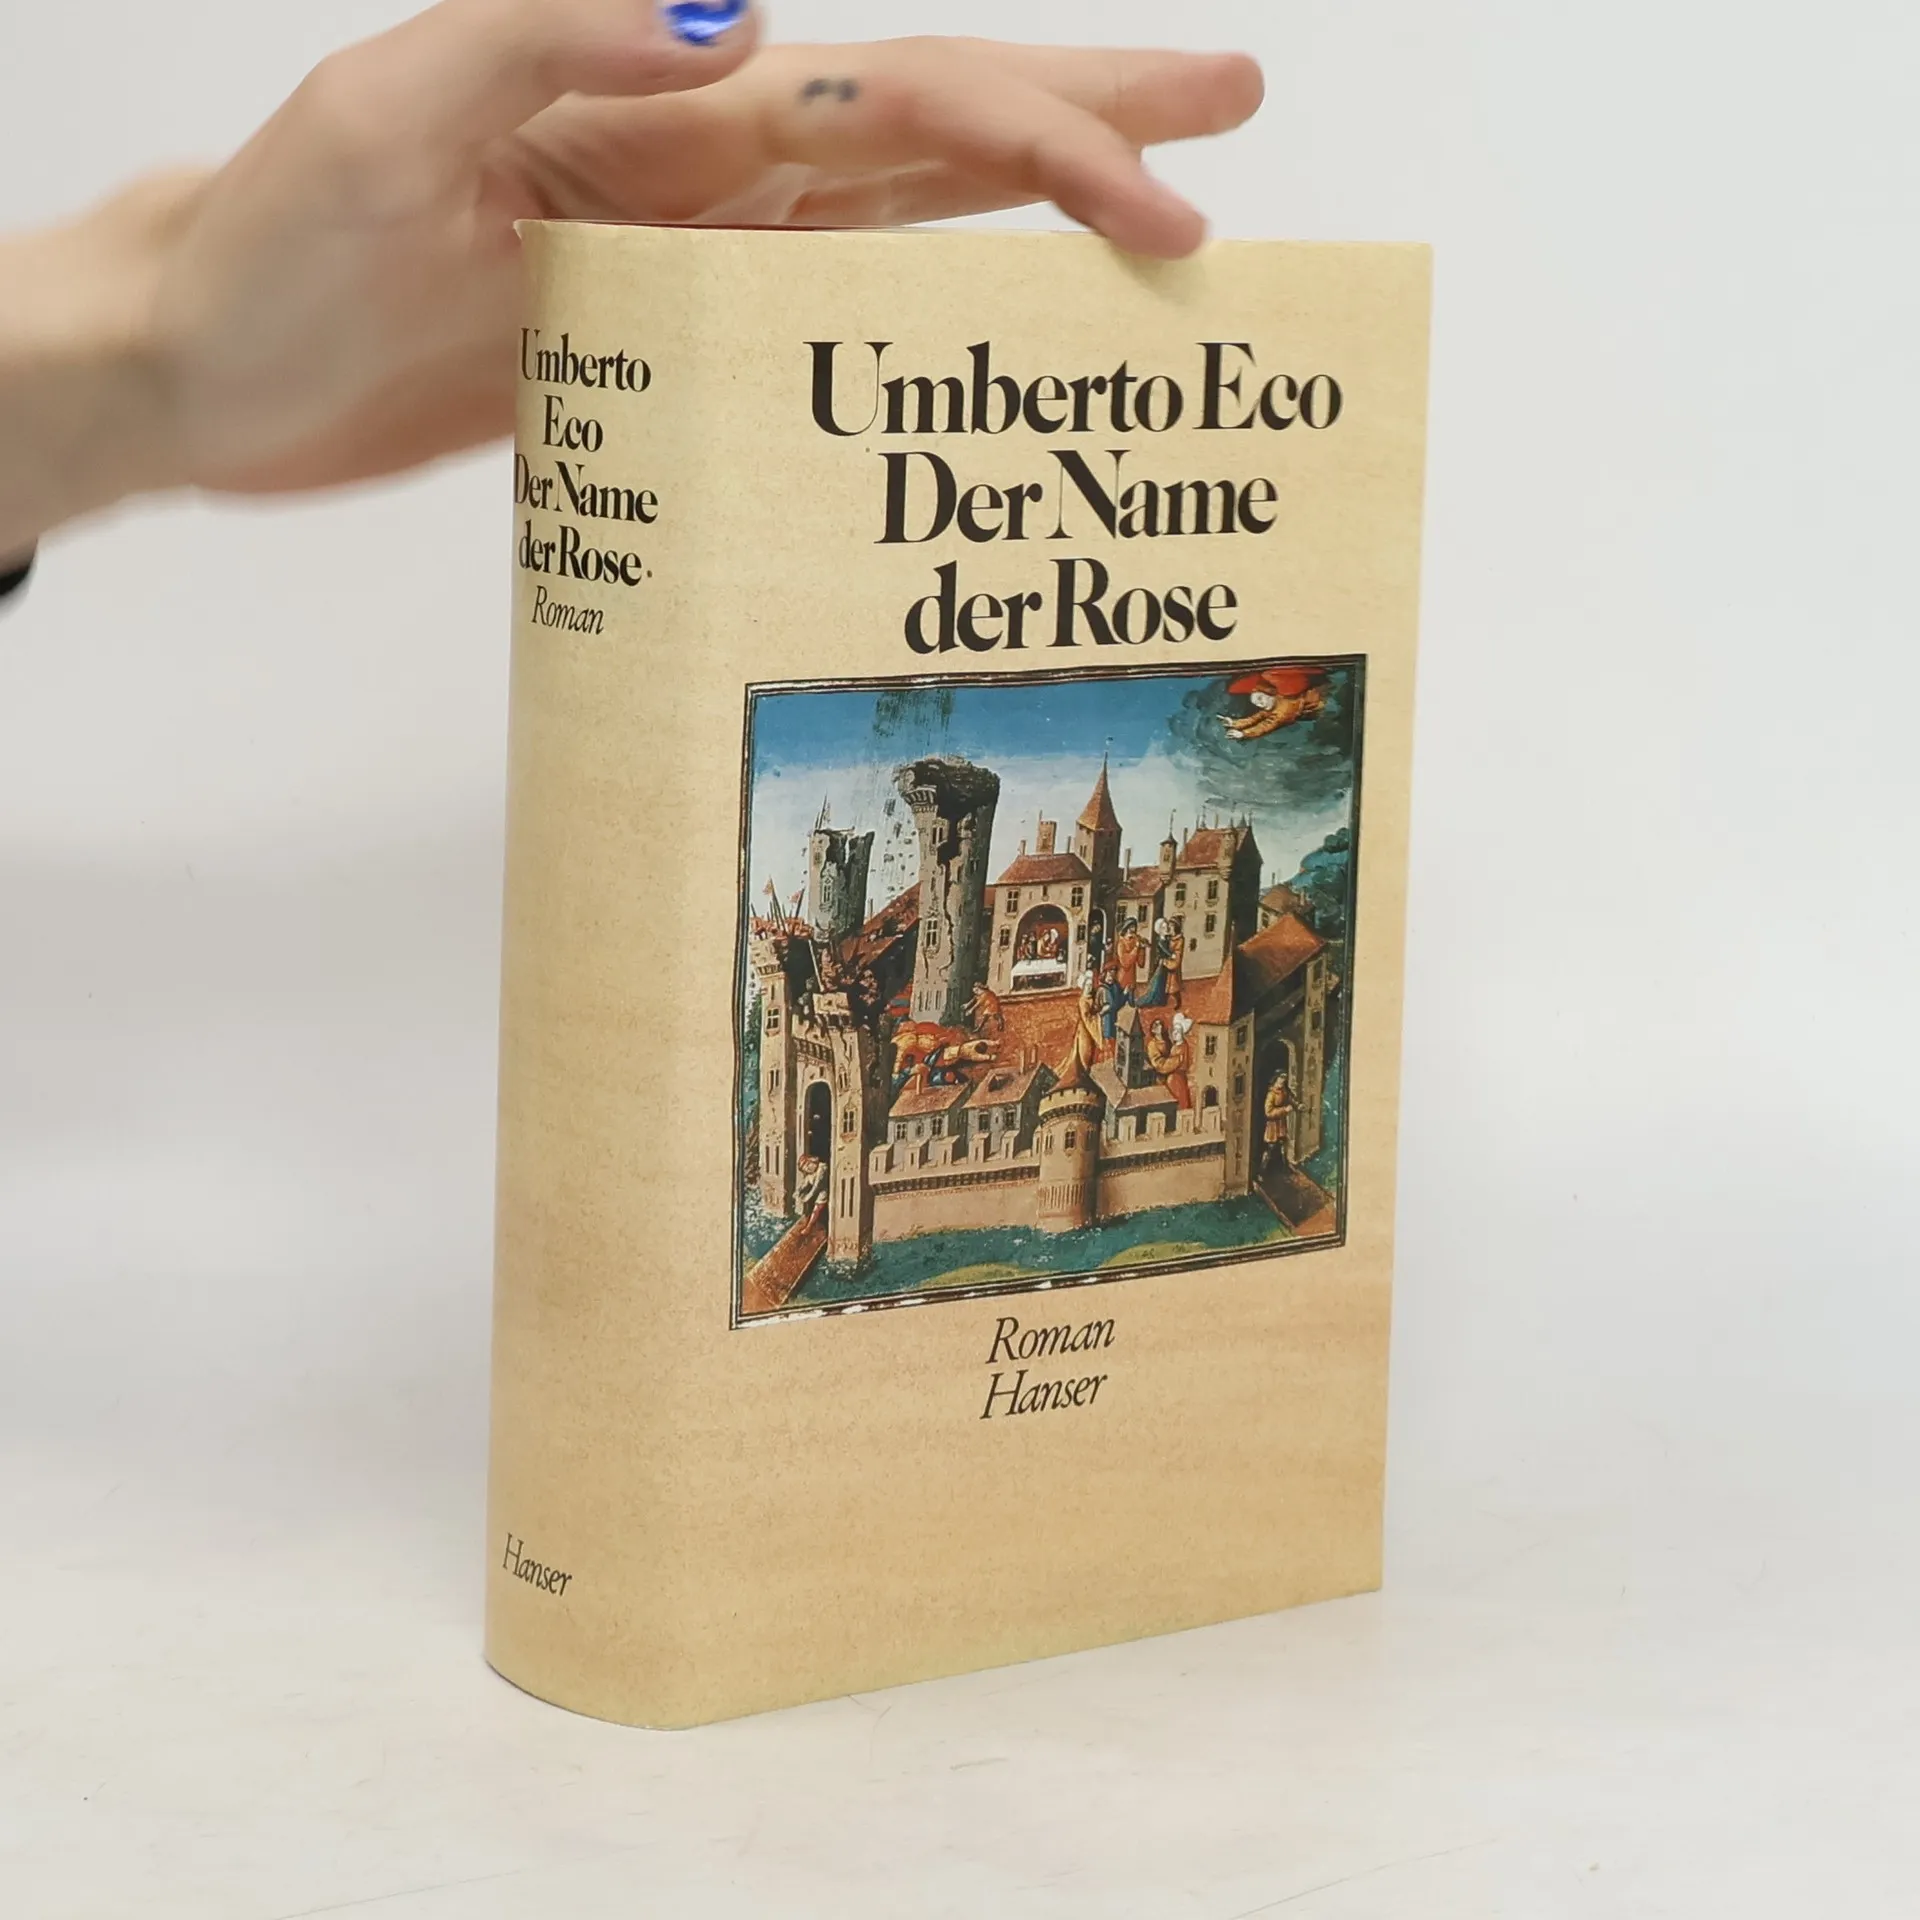 Umberto
Eco
Der Name
der Rose
Roman
Hanser
Umberto Eco
Der Name
der Rose
Roman
Hanser